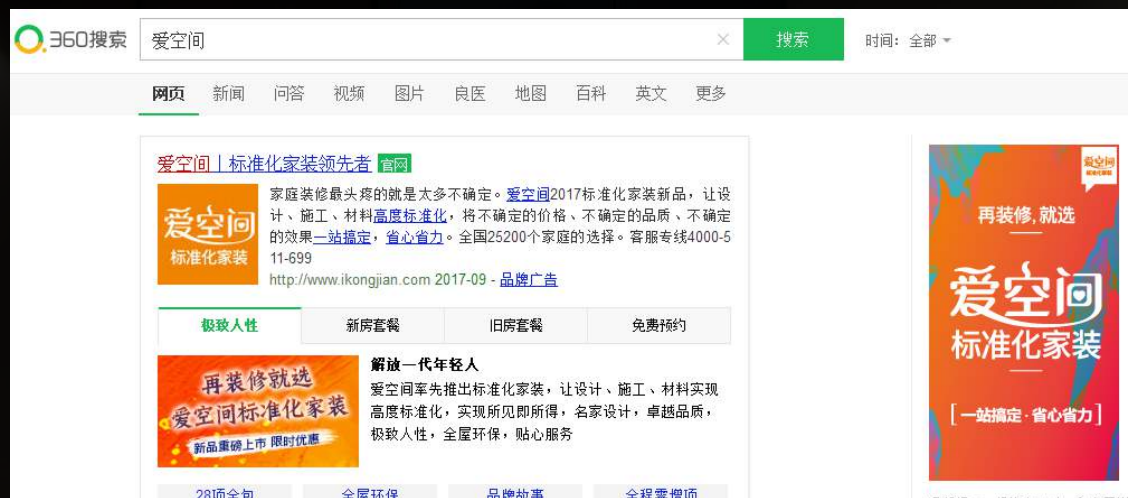 360搜索
爱空间
搜索
时间：全部
网页 新闻 问答 视频 图片 良医 地图 百科 英文 更多
爱空间 | 标准化家装领先者 官网
爱空间
标准化家装
家庭装修最头疼的就是太多不确定。爱空间2017标准化家装新品，让设
计、施工、材料高度标准化，将不确定的价格、不确定的品质、不确定
的效果一站搞定，省心省力。全国25200个家庭的选择。客服专线4000-5
11-699
http://www.ikongjian.com 2017-09 - 品牌广告
极致人性 新房套餐 旧房套餐 免费预约
再装修就选
爱空间标准化家装
新品重磅上市 限时优惠
解放一代年轻人
爱空间率先推出标准化家装，让设计、施工、材料实现
高度标准化，实现所见即所得，名家设计，卓越品质，
极致人性，全屋环保，贴心服务
28项全包 全屋环保 品牌故事 全程零增项
爱空间
标准化家装
再装修,就选
爱空间
标准化家装
[一站搞定·省心省力]